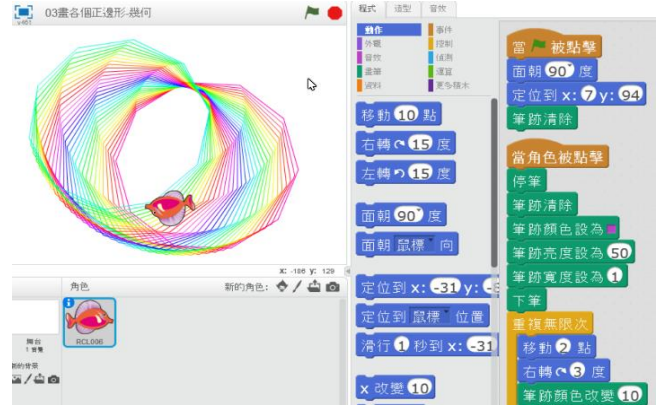 03畫各個正邊形-幾何
程式 造型 音效
動作 事件
外觀 控制
音效 偵測
畫筆 運算
資料 更多積木
移動 10 點
右轉 15 度
左轉 15 度
面朝 90 度
面朝 鼠標 向
定位到 x: -31 y:
定位到 鼠標 位置
滑行 1 秒到 x: -31
x 改變 10
當 被點擊
面朝 90 度
定位到 x: 7 y: 94
筆跡清除
當角色被點擊
停筆
筆跡清除
筆跡顏色設為
筆跡亮度設為 50
筆跡寬度設為 1
下筆
重複無限次
移動 2 點
右轉 3 度
筆跡顏色改變 10
x: -186 y: 129
角色 新的角色:
舞台
1 背景
RCL006